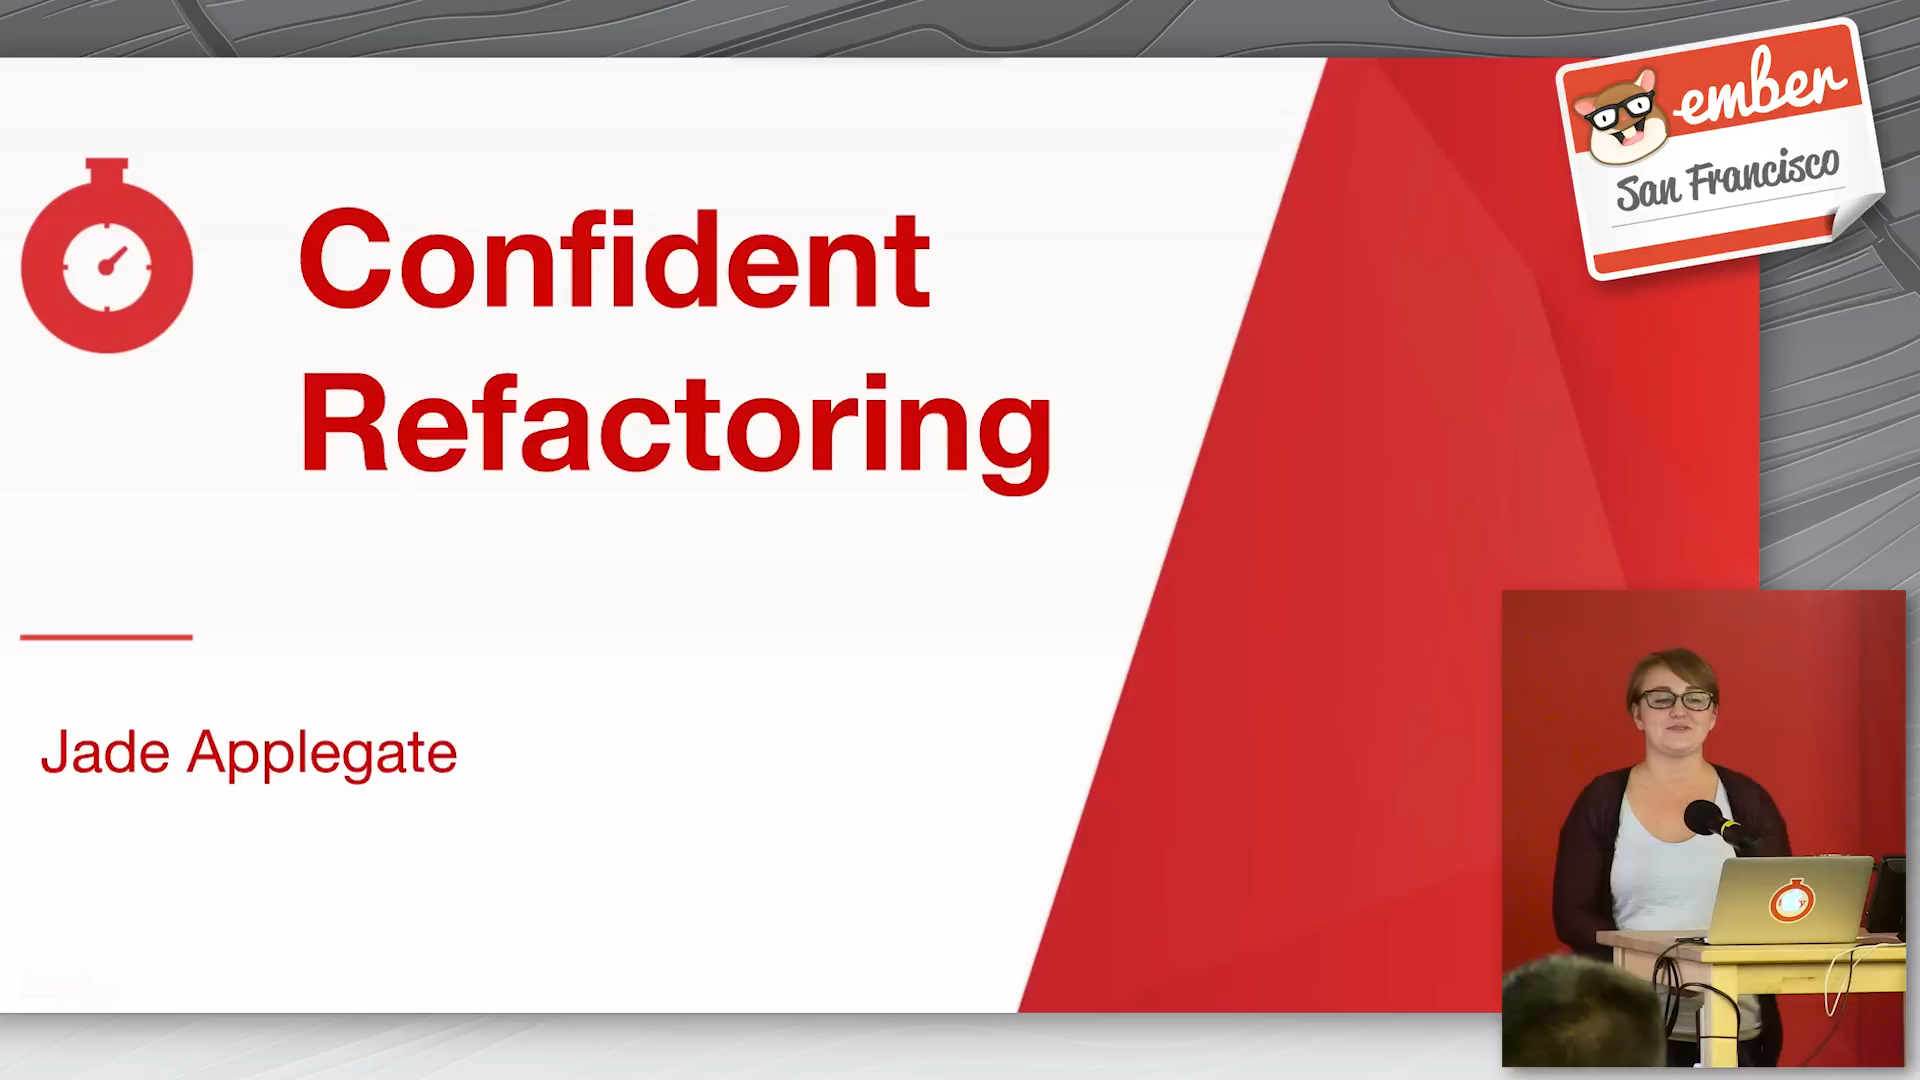 Confident
Refactoring
Jade Applegate
ember
San Francisco